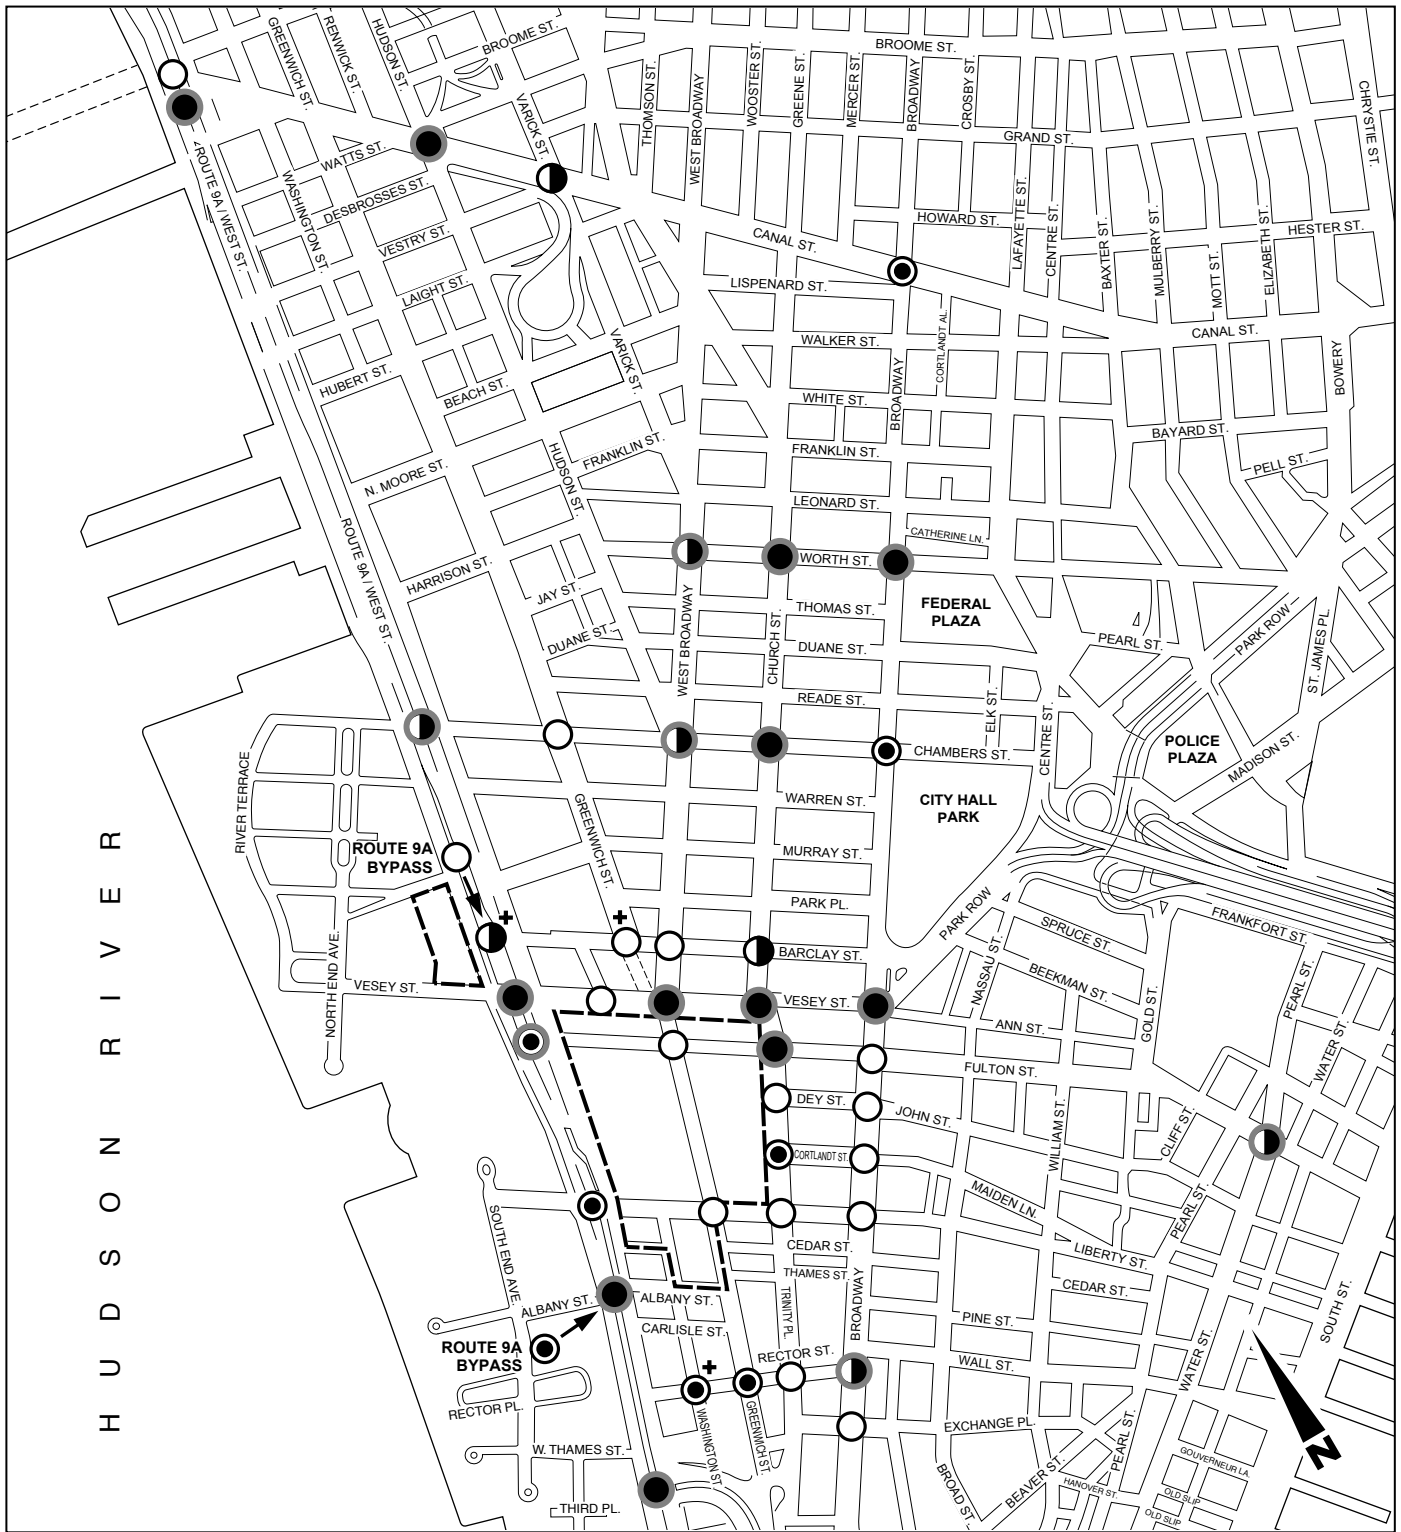 GREENWICH ST.
RENWICK ST.
HUDSON ST.
BROOME ST.
BROOME ST.
THOMSON ST.
WEST BROADWAY
WOOSTER ST.
GREENE ST.
MERCER ST.
BROADWAY
CROSBY ST.
CHRYSTIE ST.
VARICK ST.
GRAND ST.
WATTS ST.
ROUTE 9A / WEST ST.
WASHINGTON ST.
DESBROSSES ST.
VESTRY ST.
LAIGHT ST.
CANAL ST.
HOWARD ST.
LAFAYETTE ST.
CENTRE ST.
BAXTER ST.
MULBERRY ST.
MOTT ST.
ELIZABETH ST.
HESTER ST.
LISPENARD ST.
CORTLANDT AL.
CANAL ST.
WALKER ST.
VARICK ST.
HUBERT ST.
BEACH ST.
BROADWAY
BOWERY
WHITE ST.
BAYARD ST.
FRANKLIN ST.
FRANKLIN ST.
PELL ST.
N. MOORE ST.
HUDSON ST.
LEONARD ST.
CATHERINE LN.
ROUTE 9A / WEST ST.
HARRISON ST.
WORTH ST.
JAY ST.
THOMAS ST.
FEDERAL
PLAZA
DUANE ST.
WEST BROADWAY
CHURCH ST.
DUANE ST.
PEARL ST.
PARK ROW
ST. JAMES PL.
READE ST.
ELK ST.
CENTRE ST.
CHAMBERS ST.
POLICE
PLAZA
MADISON ST.
RIVER TERRACE
GREENWICH ST.
WARREN ST.
CITY HALL
PARK
ROUTE 9A
BYPASS
MURRAY ST.
PARK PL.
PARK ROW
SPRUCE ST.
FRANKFORT ST.
BARCLAY ST.
NORTH END AVE.
NASSAU ST.
BEEKMAN ST.
PEARL ST.
VESEY ST.
VESEY ST.
GOLD ST.
ANN ST.
WATER ST.
FULTON ST.
HUDSON RIVER
DEY ST.
JOHN ST.
WILLIAM ST.
CLIFF ST.
CORTLANDT ST.
MAIDEN LN.
PEARL ST.
SOUTH END AVE.
CEDAR ST.
LIBERTY ST.
THAMES ST.
CEDAR ST.
ALBANY ST.
ALBANY ST.
TRINITY PL.
BROADWAY
SOUTH ST.
CARLISLE ST.
PINE ST.
ROUTE 9A
BYPASS
RECTOR ST.
WALL ST.
WATER ST.
RECTOR PL.
WASHINGTON ST.
GREENWICH ST.
EXCHANGE PL.
PEARL ST.
N
W. THAMES ST.
GOUVERNEUR LA.
BROAD ST.
BEAVER ST.
HANOVER ST.
OLD SLIP
OLD SLIP
THIRD PL.